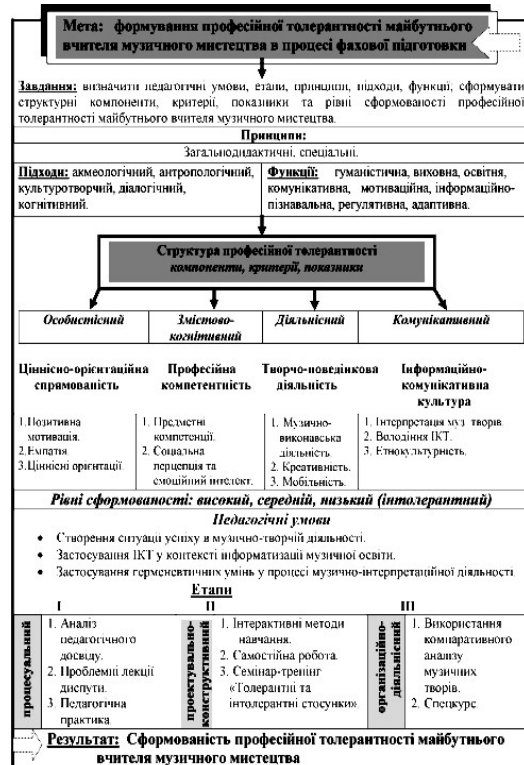 Мета: формування професійної толерантності майбутнього
вчителя музичного мистецтва в процесі фахової підготовки
Завдання: визначити педагогічні умови, етапи, принципи, підходи, функції, сформувати
структурні компоненти, критерії, показники та рівні сформованості професійної
толерантності майбутнього вчителя музичного мистецтва.
Принципи:
Загальнодидактичні, спеціальні.
Підходи: акмеологічний, антропологічний,
культуротворчий, діалогічний,
когнітивний.
Функції: гуманістична, виховна, освітня,
комунікативна, мотиваційна, інформаційно-
пізнавальна, регулятивна, адаптивна.
Структура професійної толерантності
компоненти, критерії, показники
Особистісний
Змістово-
когнітивний
Діяльнісний
Комунікативний
Ціннісно-орієнтаційна
спрямованість
Професійна
компетентність
Творчо-поведінкова
діяльність
Інформаційно-
комунікативна
культура
1.Позитивна
мотивація.
2.Емпатія
3.Ціннісні орієнтації.
1. Предметні
компетенції.
2. Соціальна
перцепція та
емоційний інтелект.
1. Музично-
виконавська
діяльність.
2. Креативність.
3. Мобільність.
1. Інтерпретація муз. творів.
2. Володіння ІКТ.
3. Етнокультурність.
Рівні сформованості: високий, середній, низький (інтолерантний)
Педагогічні умови
• Створення ситуації успіху в музично-творчій діяльності.
• Застосування ІКТ у контексті інформатизації музичної освіти.
• Застосування герменевтичних умінь у процесі музично-інтерпретаційної діяльності.
Етапи
I
II
III
процесуальний
1. Аналіз
педагогічного
досвіду.
2. Проблемні лекції
диспути.
3. Педагогічна
практика.
проектувально-
конструктивний
1. Інтерактивні методи
навчання.
2. Самостійна робота.
3. Семінар-тренінг
«Толерантні та
інтолерантні стосунки».
організаційно-
діяльнісний
1. Використання
компаративного
аналізу
музичних
творів.
2. Спецкурс.
Результат: Сформованість професійної толерантності майбутнього
вчителя музичного мистецтва